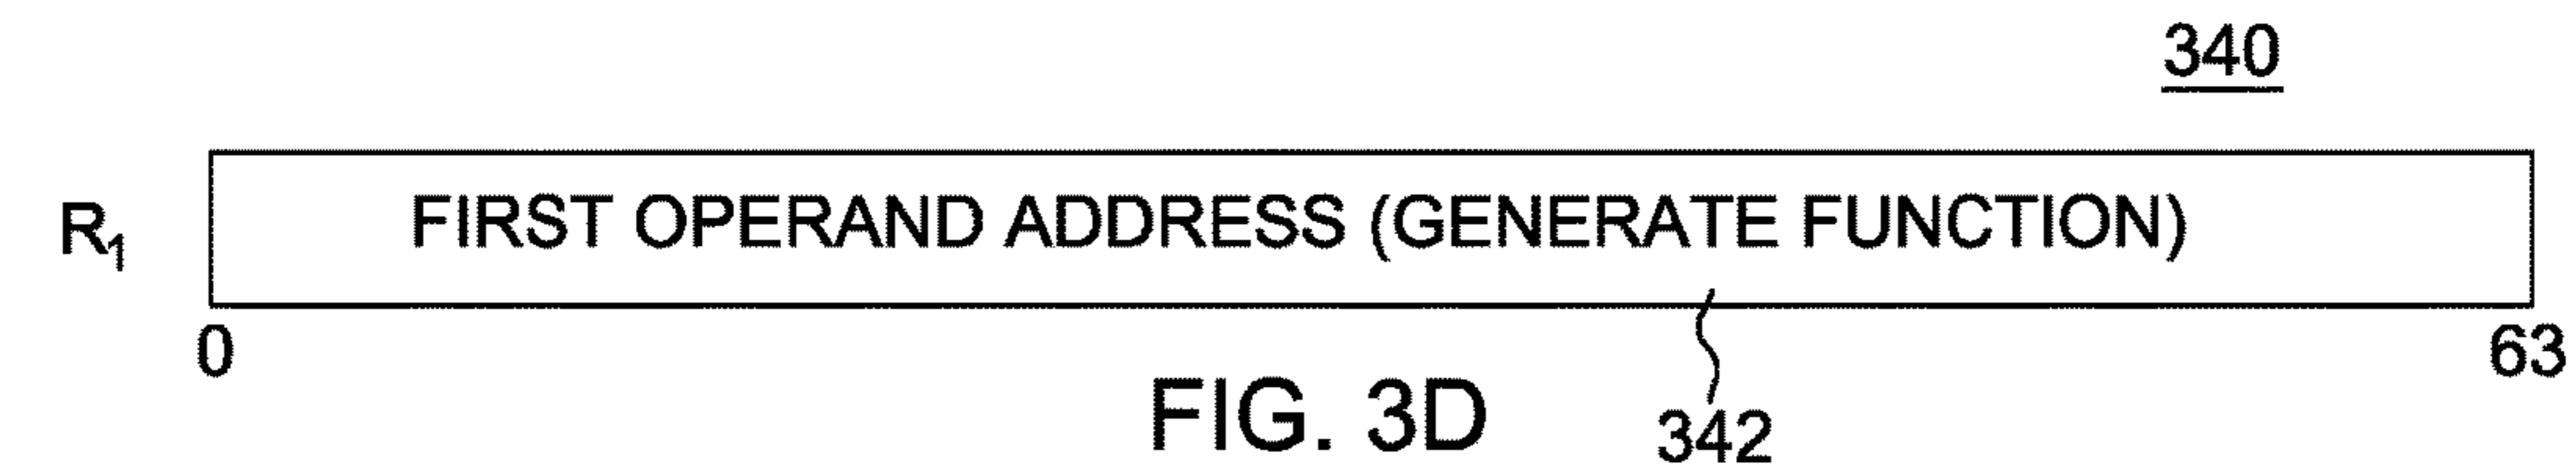 340
R1 FIRST OPERAND ADDRESS (GENERATE FUNCTION)
0 63
FIG. 3D 342